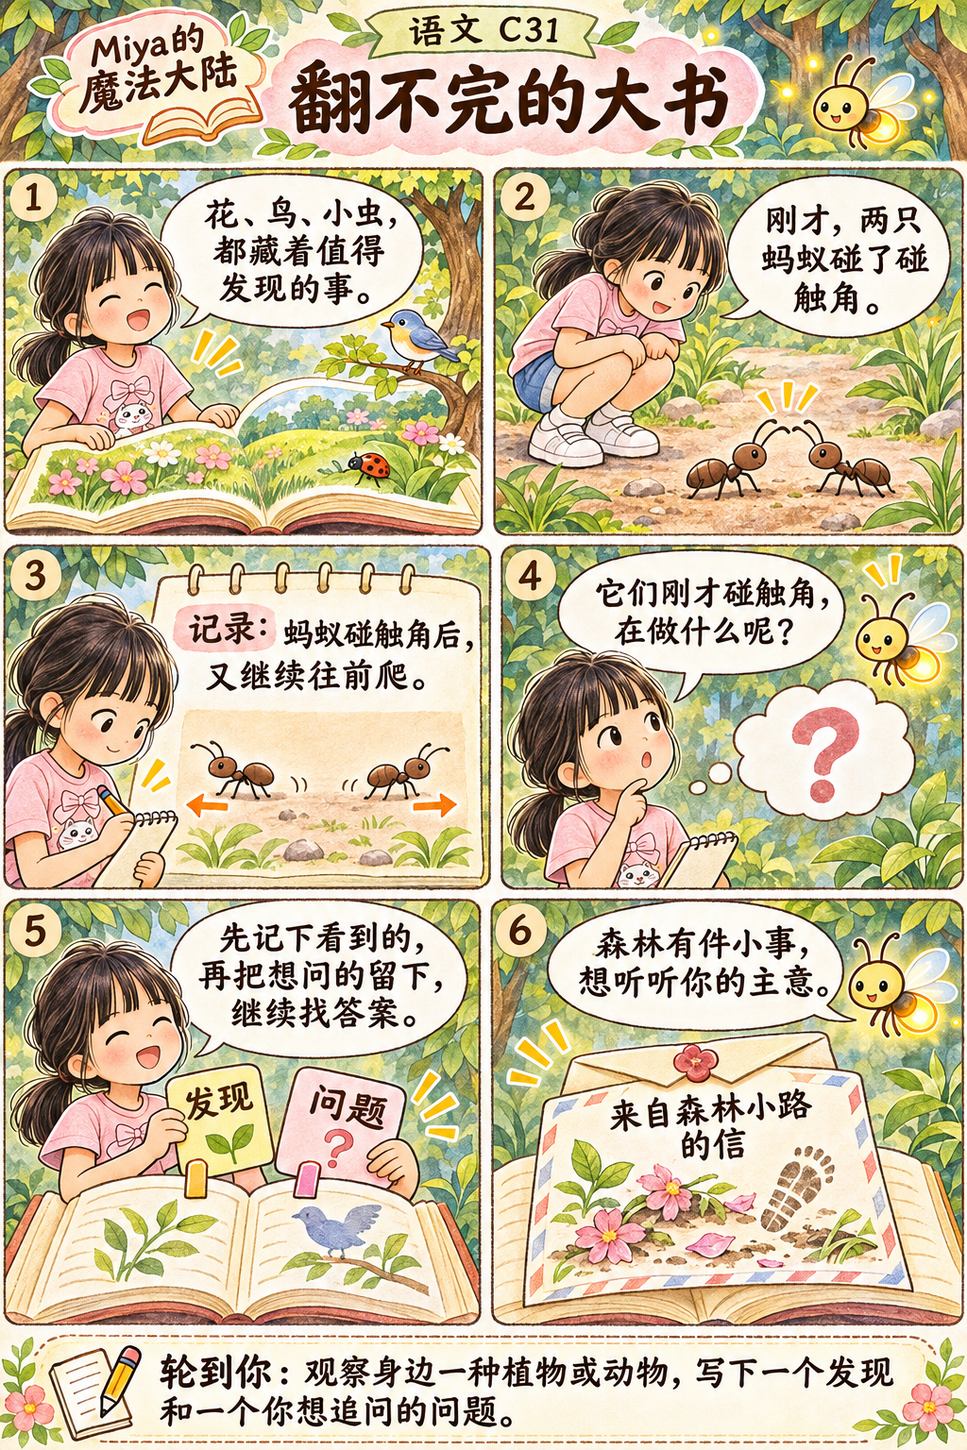 Miya的
魔法大陆
语文 C31
翻不完的大书
1
花、鸟、小虫，
都藏着值得
发现的事。
2
刚才，两只
蚂蚁碰了碰
触角。
3
记录：蚂蚁碰触角后，
又继续往前爬。
4
它们刚才碰触角，
在做什么呢？
?
5
先记下看到的，
再把想问的留下，
继续找答案。
发现
问题
?
6
森林有件小事，
想听听你的主意。
来自森林小路
的信
轮到你：观察身边一种植物或动物，写下一个发现
和一个你想追问的问题。